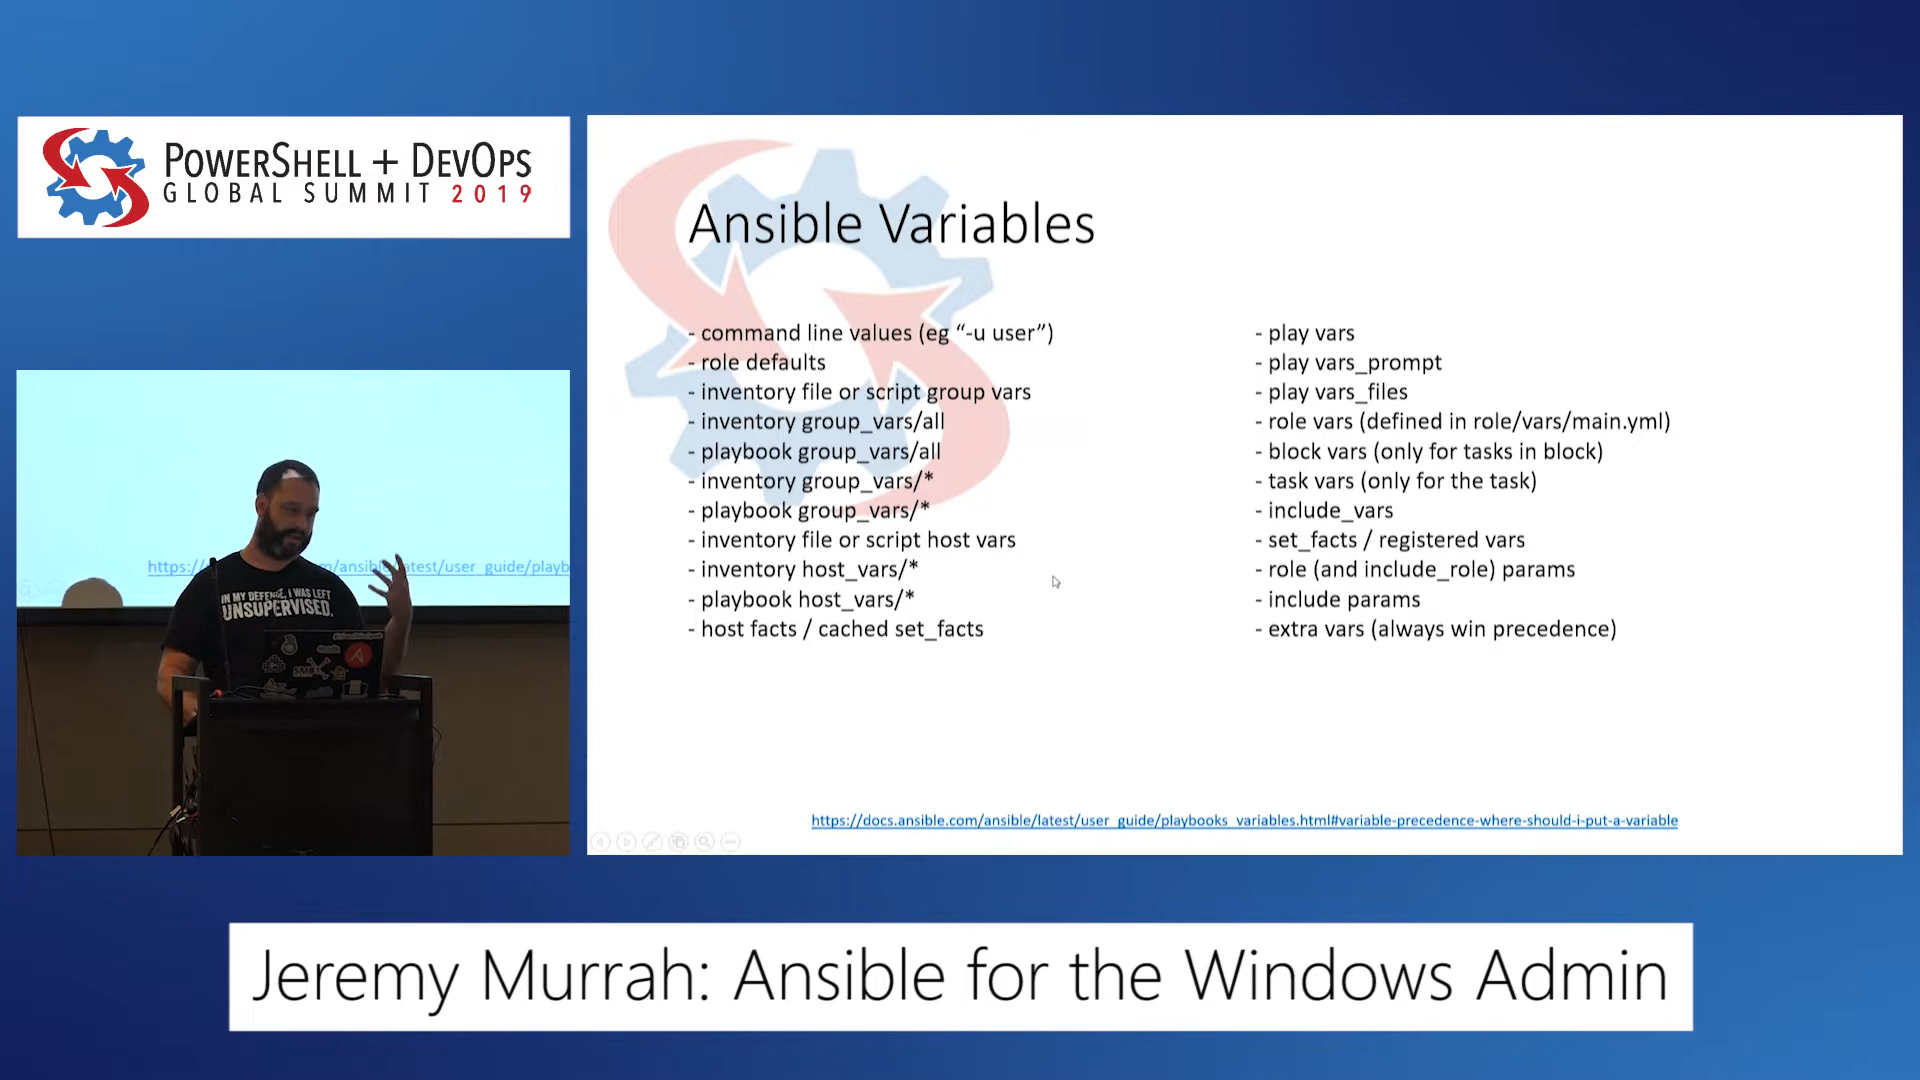 POWERSHELL + DEVOPS
GLOBAL SUMMIT 2019
Ansible Variables
- command line values (eg “-u user”)
- role defaults
- inventory file or script group vars
- inventory group_vars/all
- playbook group_vars/all
- inventory group_vars/*
- playbook group_vars/*
- inventory file or script host vars
- inventory host_vars/*
- playbook host_vars/*
- host facts / cached set_facts
- play vars
- play vars_prompt
- play vars_files
- role vars (defined in role/vars/main.yml)
- block vars (only for tasks in block)
- task vars (only for the task)
- include_vars
- set_facts / registered vars
- role (and include_role) params
- include params
- extra vars (always win precedence)
https://docs.ansible.com/ansible/latest/user_guide/playbooks_variables.html#variable-precedence-where-should-i-put-a-variable
https:// m/ansible/latest/user_guide/playb
IN MY DEFENSE, I WAS LEFT
UNSUPERVISED.
Jeremy Murrah: Ansible for the Windows Admin